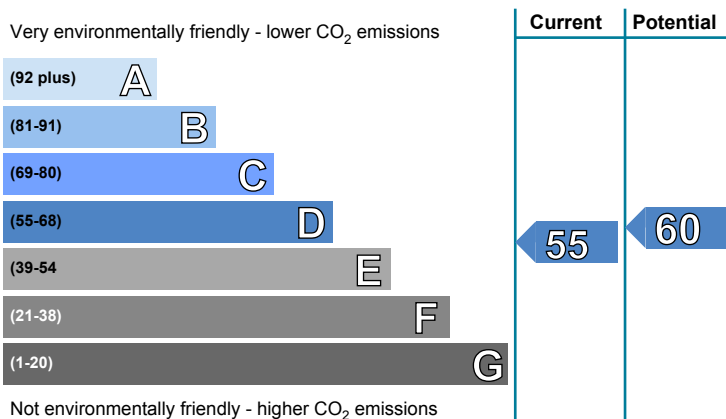 Current Potential
Very environmentally friendly - lower CO2 emissions
(92 plus) A
(81-91) B
(69-80) C
(55-68) D
60
55
(39-54 E
(21-38) F
(1-20) G
Not environmentally friendly - higher CO2 emissions